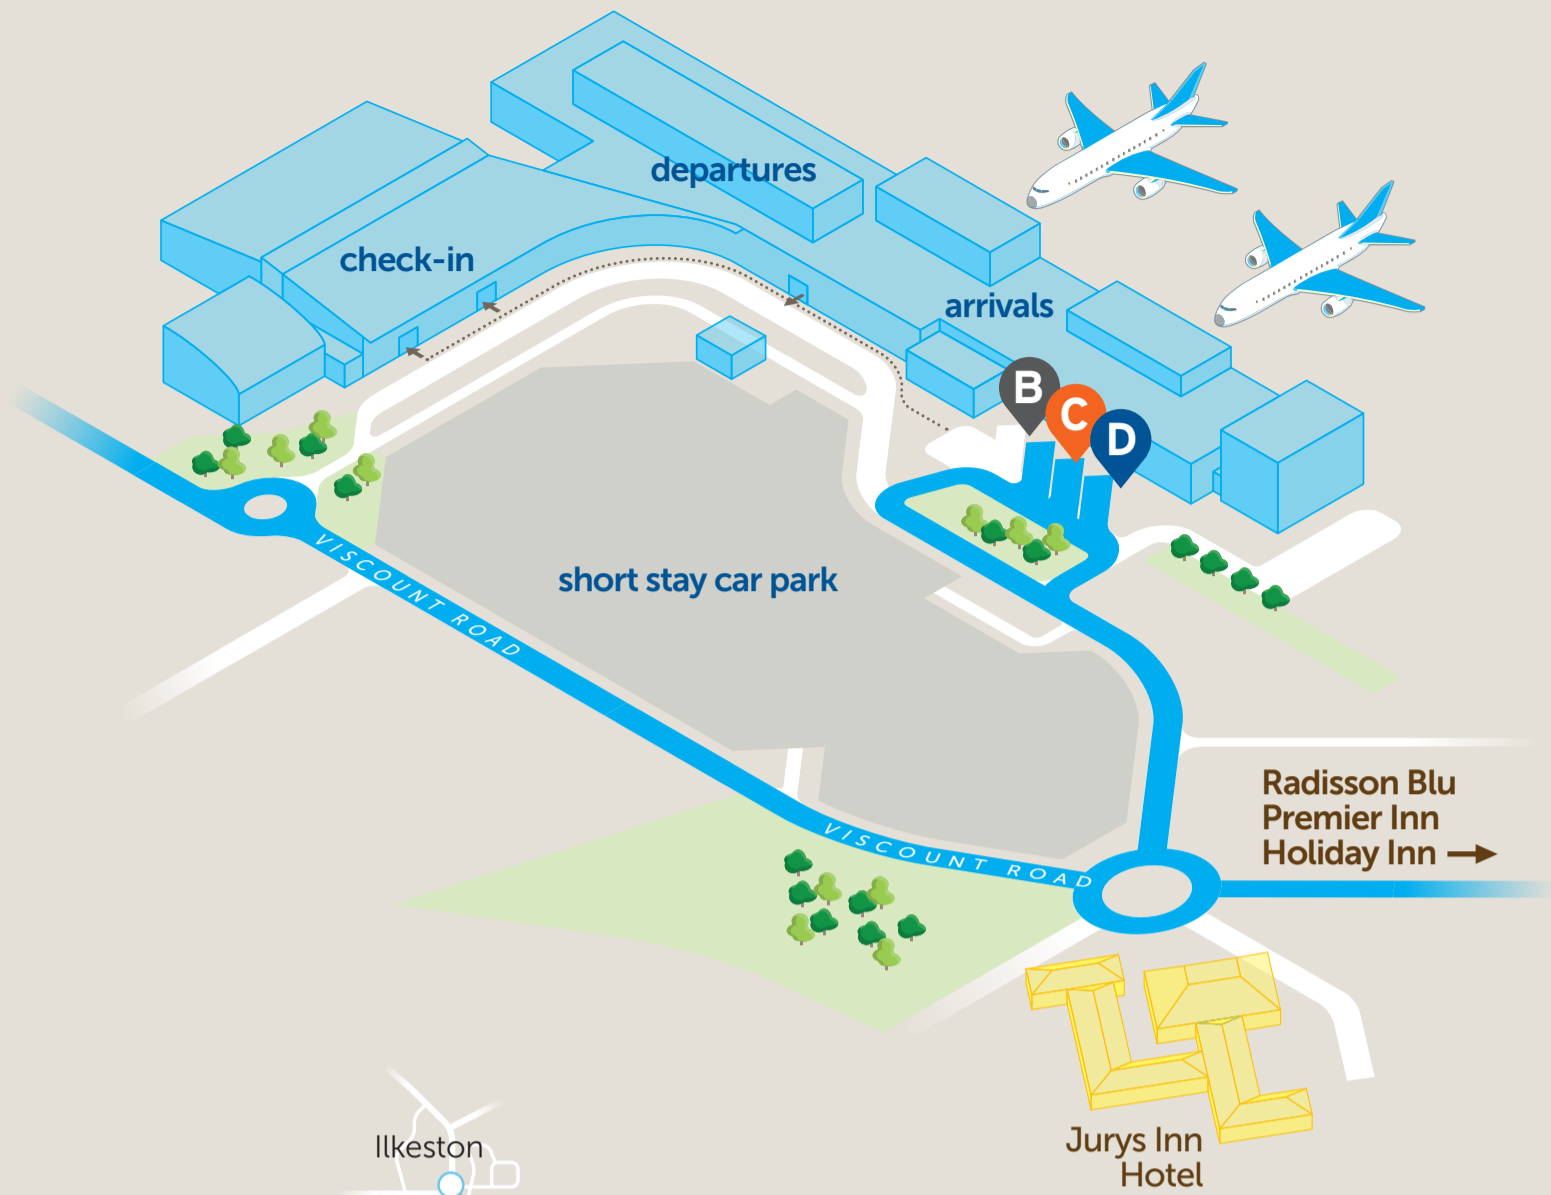 departures
check-in
arrivals
B
C
D
short stay car park
VISCOUNT ROAD
VISCOUNT ROAD
Radisson Blu
Premier Inn
Holiday Inn
Jurys Inn
Hotel
Ilkeston